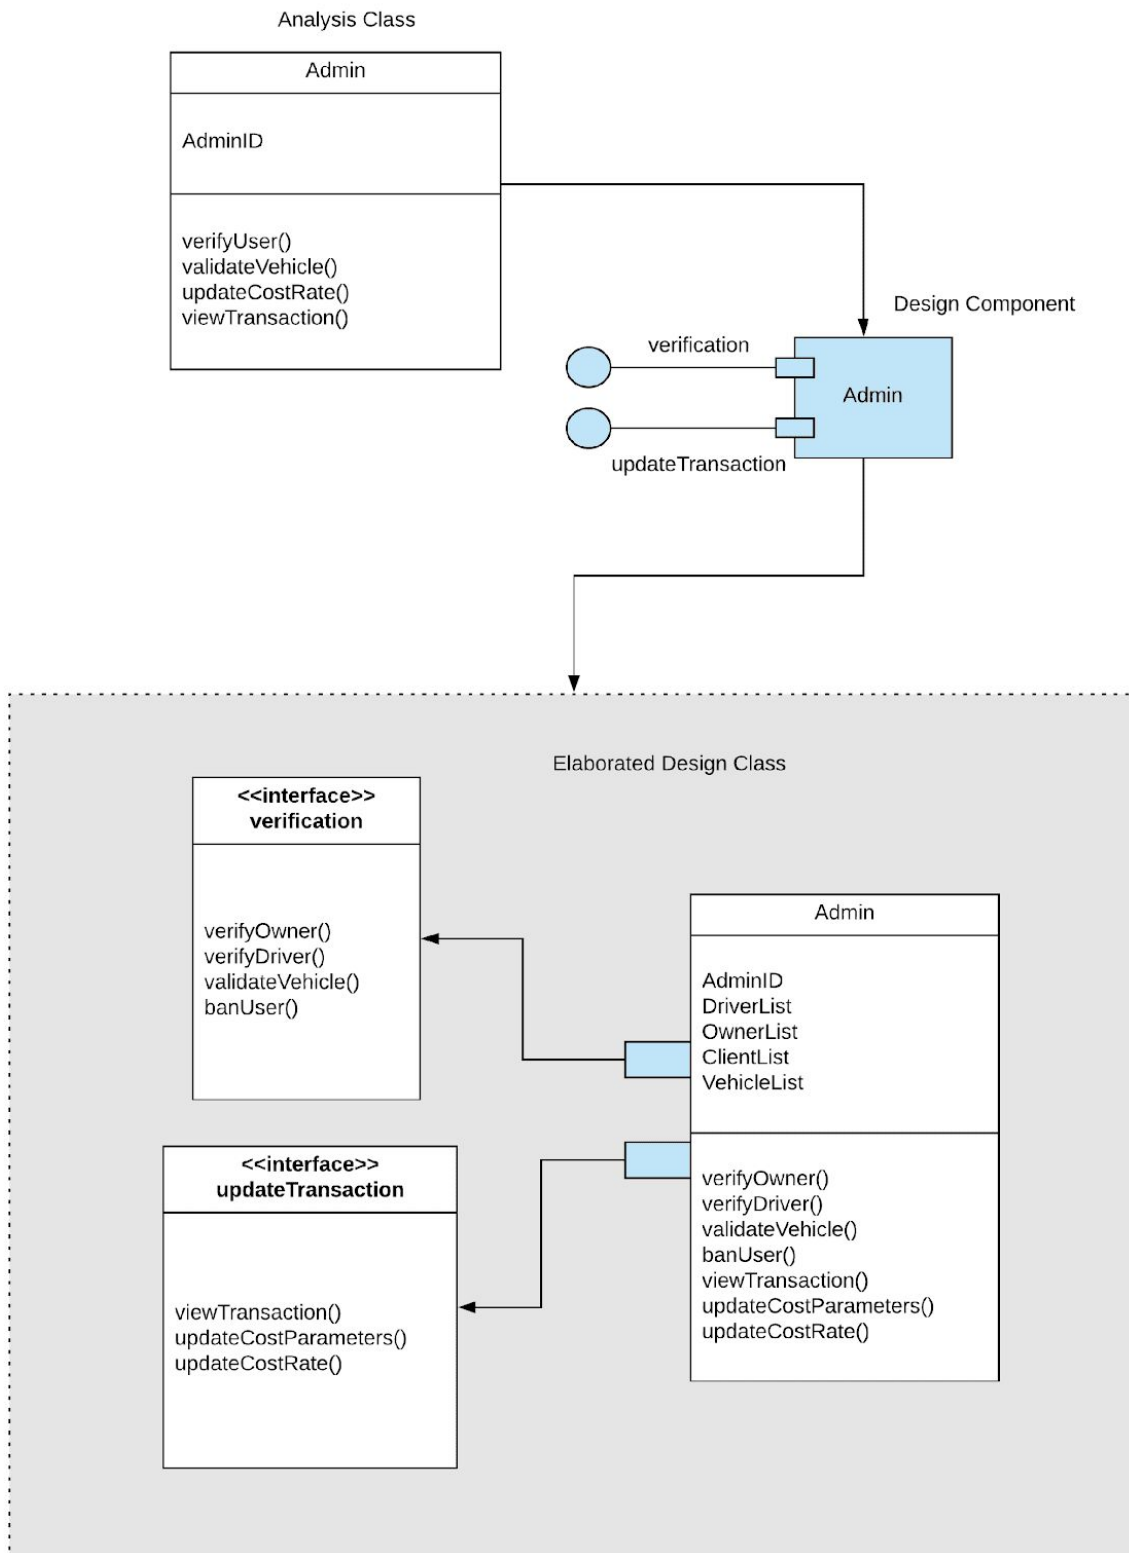 Analysis Class
Admin
AdminID
verifyUser()
validateVehicle()
updateCostRate()
viewTransaction()
Design Component
verification
Admin
updateTransaction
Elaborated Design Class
<<interface>>
verification
verifyOwner()
verifyDriver()
validateVehicle()
banUser()
Admin
AdminID
DriverList
OwnerList
ClientList
VehicleList
verifyOwner()
verifyDriver()
validateVehicle()
banUser()
viewTransaction()
updateCostParameters()
updateCostRate()
<<interface>>
updateTransaction
viewTransaction()
updateCostParameters()
updateCostRate()